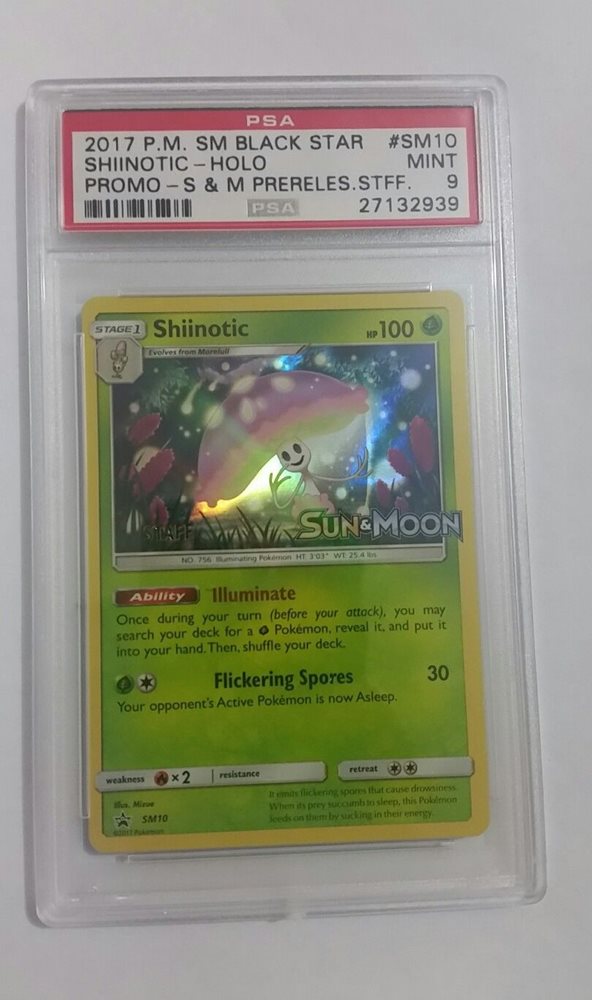 PSA
2017 P.M. SM BLACK STAR #SM10
SHIINOTIC - HOLO MINT
PROMO - S & M PRERELES.STFF. 9
PSA 27132939
STAGE 1 Shiinotic HP 100
Evolves from Morelull
STAFF SUN & MOON
NO. 756 Illuminating Pokémon HT: 3'03" WT: 25.4 lbs
Ability Illuminate
Once during your turn (before your attack), you may
search your deck for a Pokémon, reveal it, and put it
into your hand. Then, shuffle your deck.
Flickering Spores 30
Your opponent's Active Pokémon is now Asleep.
weakness ×2 resistance retreat
Illus. Mizue
SM10
©2017 Pokémon
It emits flickering spores that cause drowsiness.
When its prey succumb to sleep, this Pokémon
feeds on them by sucking in their energy.